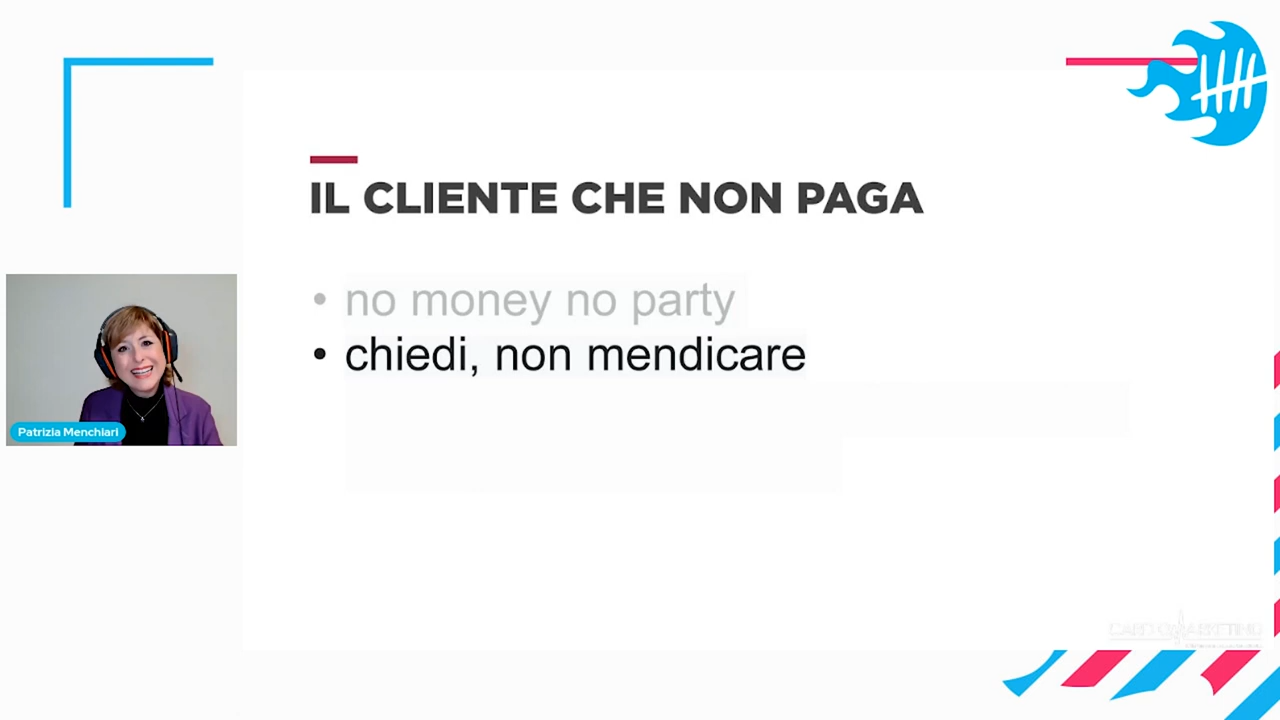 IL CLIENTE CHE NON PAGA
• no money no party
• chiedi, non mendicare
Patrizia Menchiari